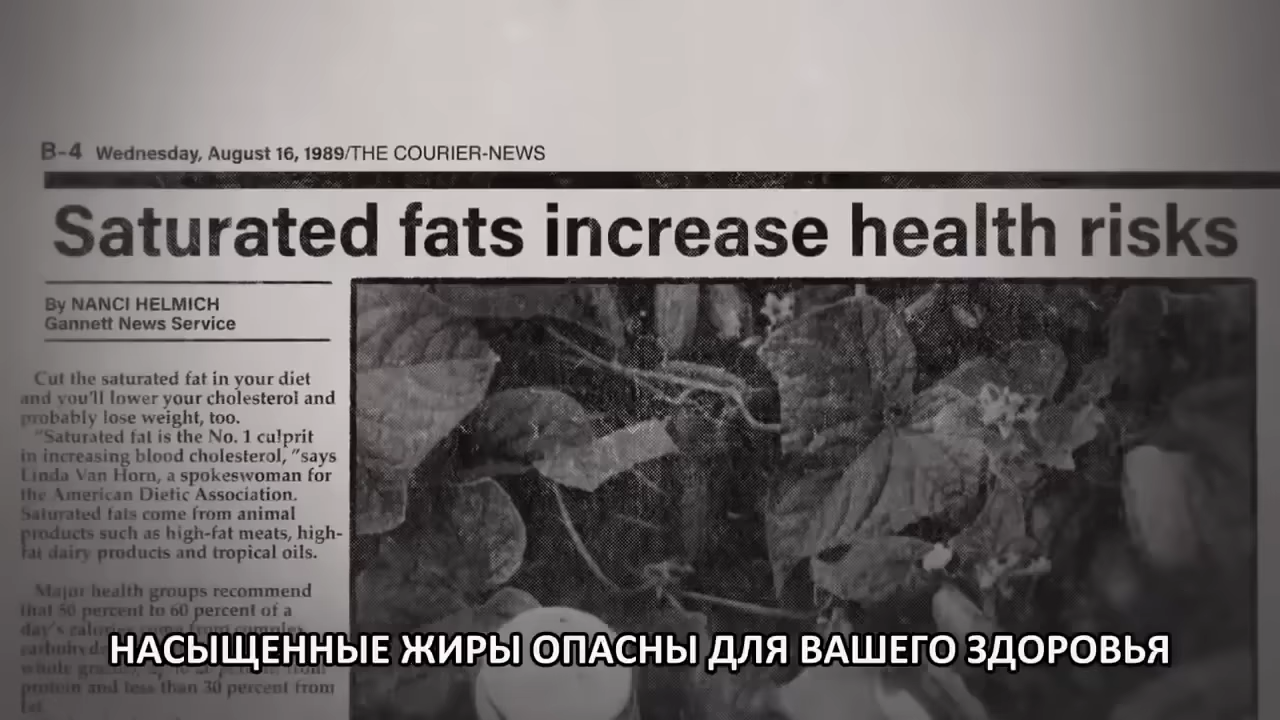 B-4 Wednesday, August 16, 1989/THE COURIER-NEWS
Saturated fats increase health risks
By NANCI HELMICH
Gannett News Service
Cut the saturated fat in your diet
and you'll lower your cholesterol and
probably lose weight, too.
"Saturated fat is the No. 1 culprit
in increasing blood cholesterol, "says
Linda Van Horn, a spokeswoman for
the American Dietic Association.
Saturated fats come from animal
products such as high-fat meats, high-
fat dairy products and tropical oils.
Major health groups recommend
that 50 percent to 60 percent of a
day's calories come from complex
protein and less than 30 percent from
fat.
НАСЫЩЕННЫЕ ЖИРЫ ОПАСНЫ ДЛЯ ВАШЕГО ЗДОРОВЬЯ